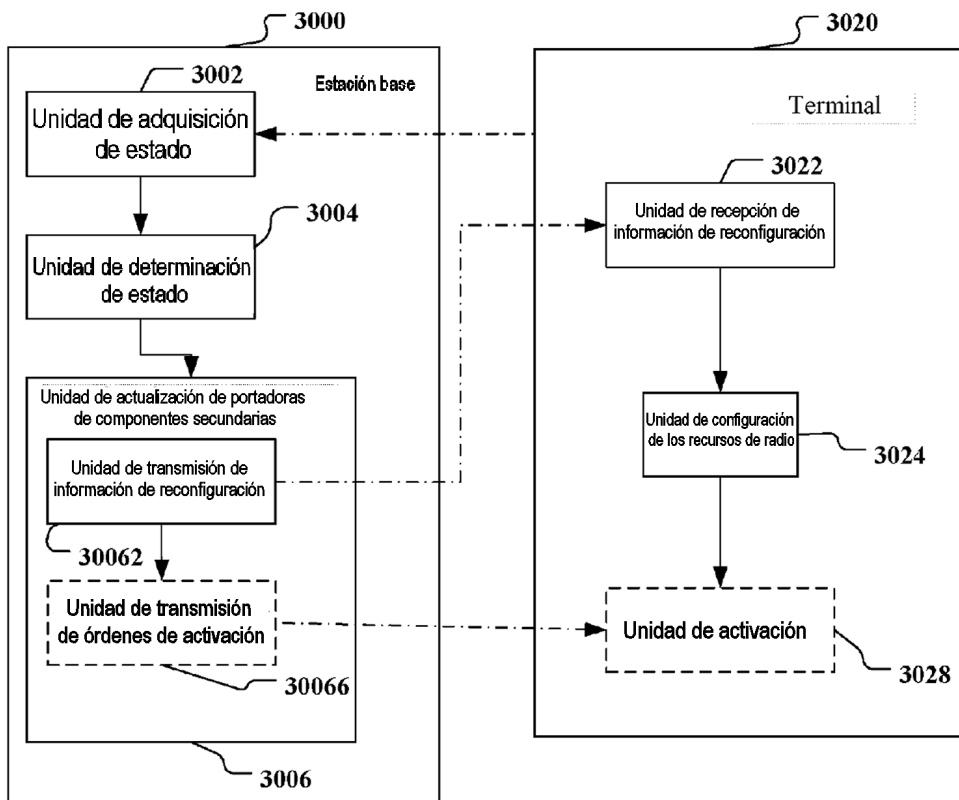 3000
Estación base
3002
Unidad de adquisición
de estado
3004
Unidad de determinación
de estado
Unidad de actualización de portadoras
de componentes secundarias
Unidad de transmisión de
información de reconfiguración
30062
Unidad de transmisión
de órdenes de activación
30066
3006
3020
Terminal
3022
Unidad de recepción de
información de reconfiguración
Unidad de configuración
de los recursos de radio
3024
Unidad de activación
3028